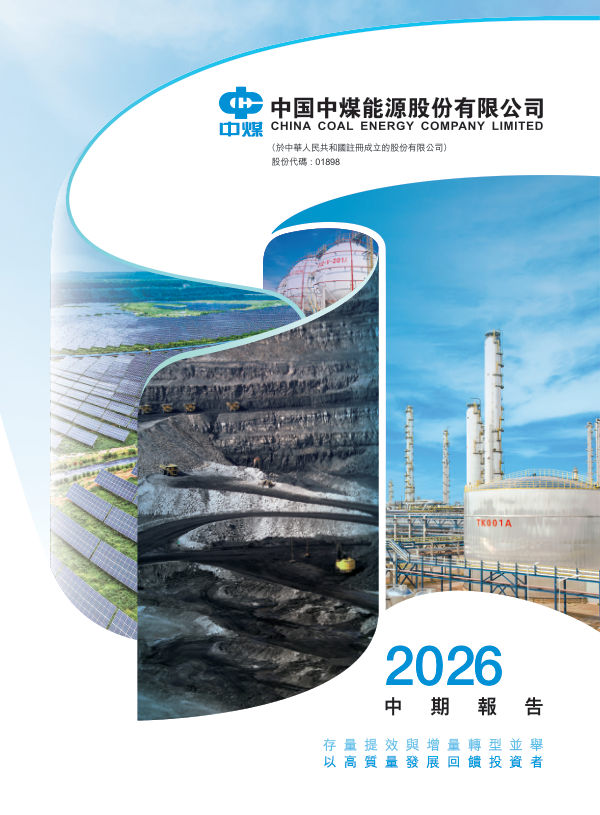 中煤
中国中煤能源股份有限公司
CHINA COAL ENERGY COMPANY LIMITED
（於中華人民共和國註冊成立的股份有限公司）
股份代碼：01898
TK001A
2026
中期報告
存量提效與增量轉型並舉
以高質量發展回饋投資者